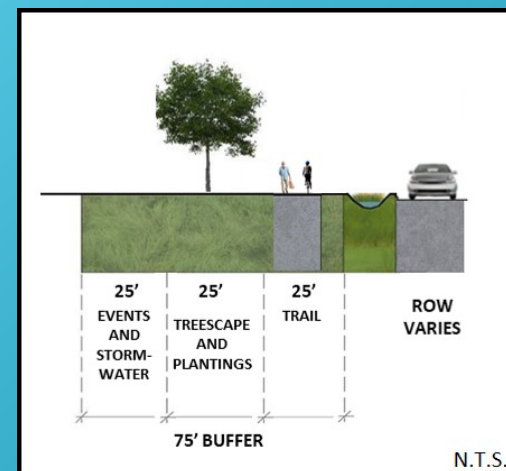 25'
EVENTS
AND
STORM-
WATER
25'
TREESCAPE
AND
PLANTINGS
25'
TRAIL
ROW
VARIES
75' BUFFER
N.T.S.